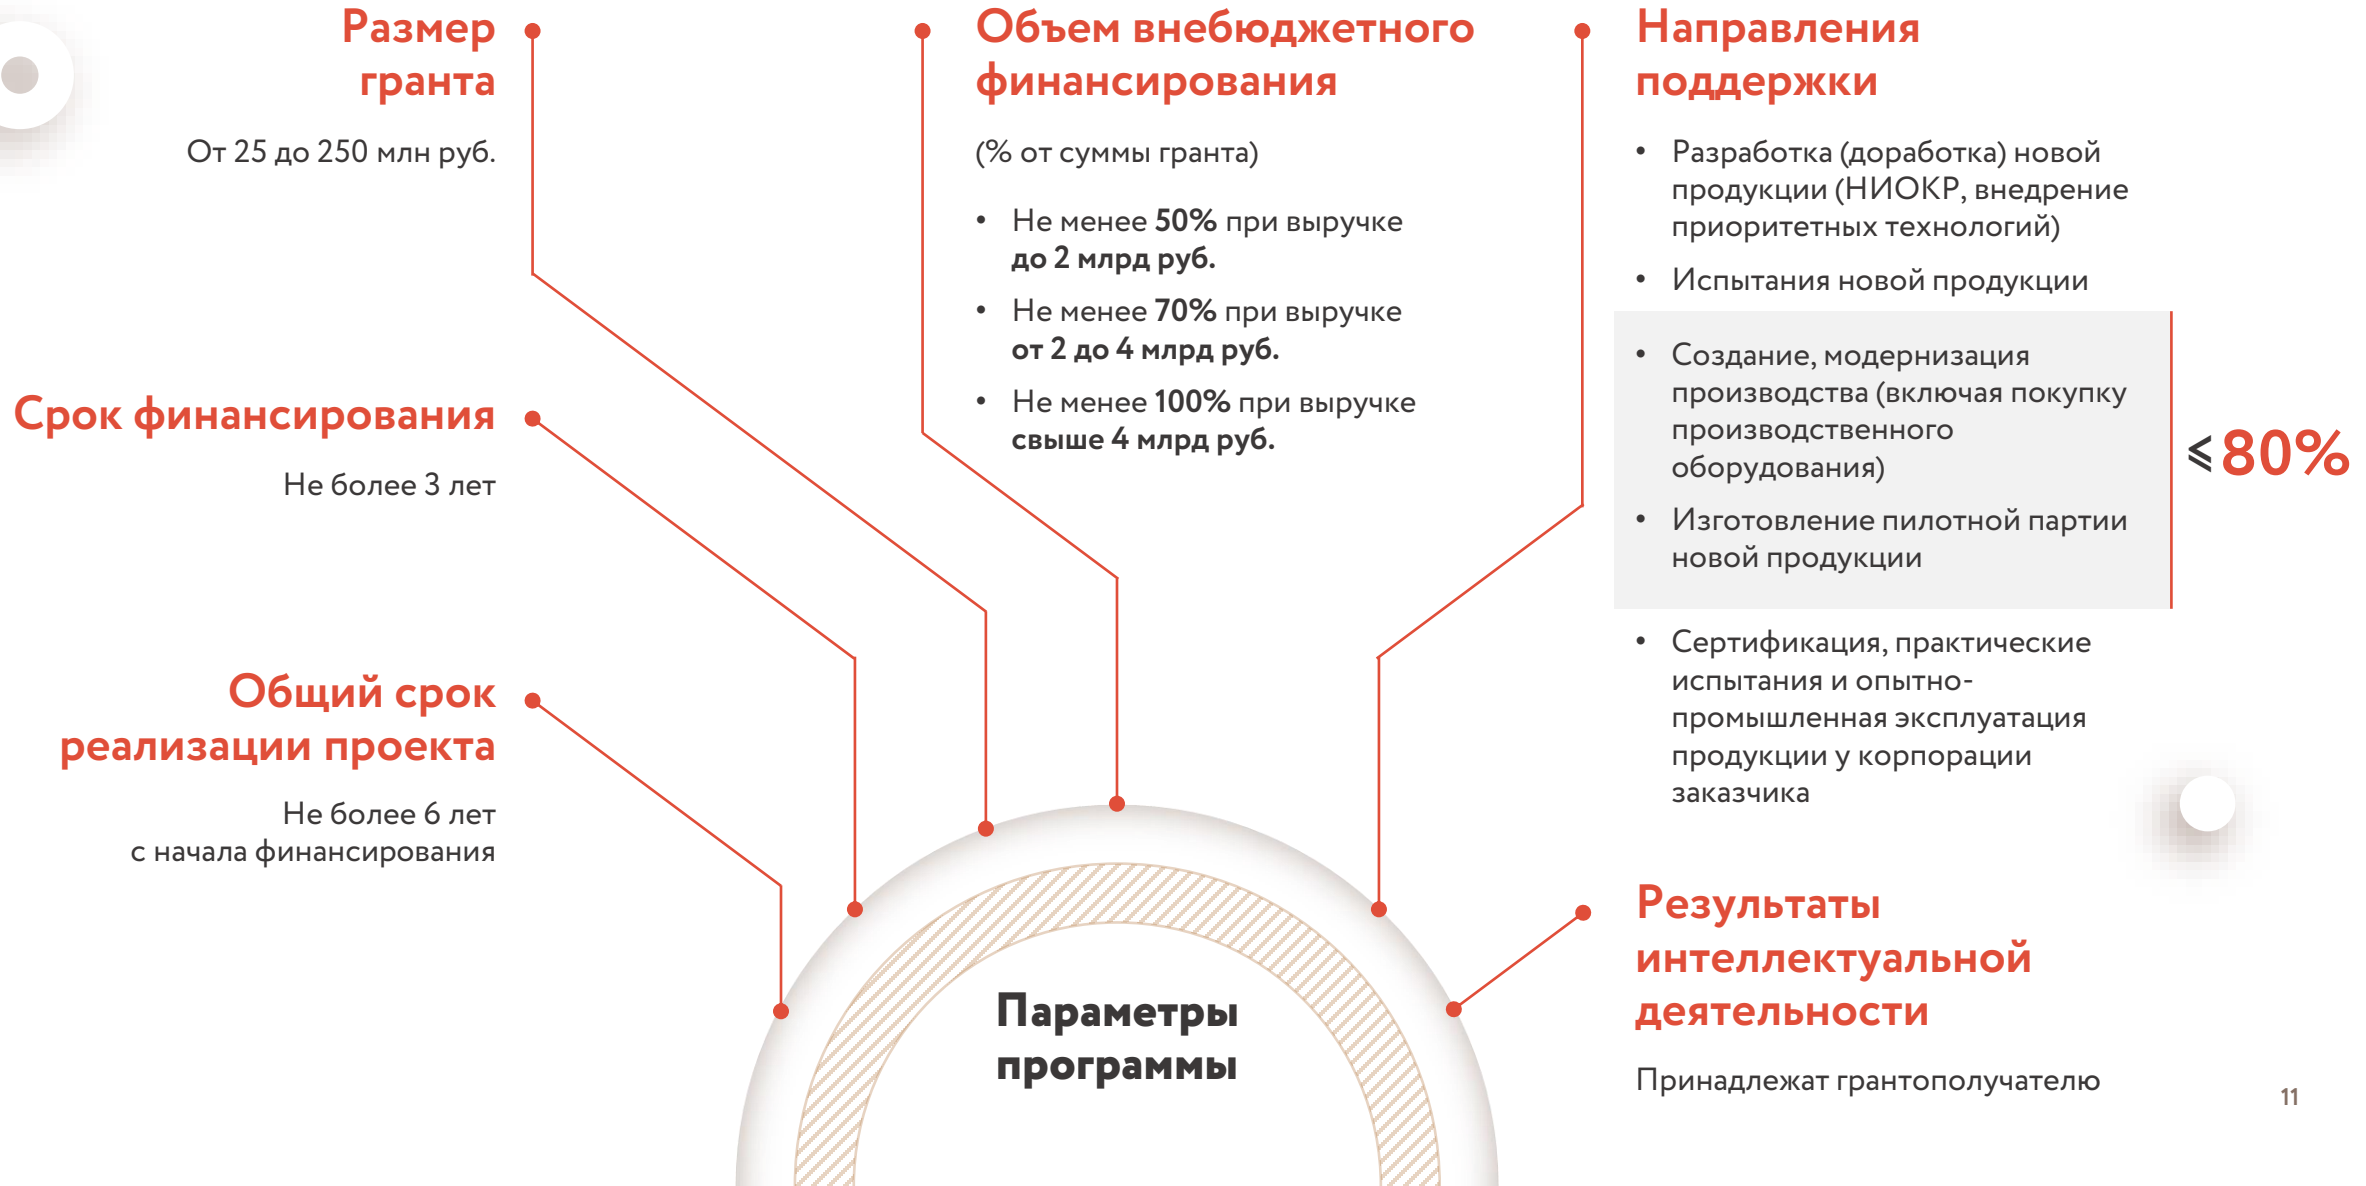 Размер
гранта
От 25 до 250 млн руб.
Срок финансирования
Не более 3 лет
Общий срок
реализации проекта
Не более 6 лет
с начала финансирования
Объем внебюджетного
финансирования
(% от суммы гранта)
• Не менее 50% при выручке
до 2 млрд руб.
• Не менее 70% при выручке
от 2 до 4 млрд руб.
• Не менее 100% при выручке
свыше 4 млрд руб.
Параметры
программы
Направления
поддержки
• Разработка (доработка) новой
продукции (НИОКР, внедрение
приоритетных технологий)
• Испытания новой продукции
• Создание, модернизация
производства (включая покупку
производственного
оборудования)
• Изготовление пилотной партии
новой продукции
⩽80%
• Сертификация, практические
испытания и опытно-
промышленная эксплуатация
продукции у корпорации
заказчика
Результаты
интеллектуальной
деятельности
Принадлежат грантополучателю
11